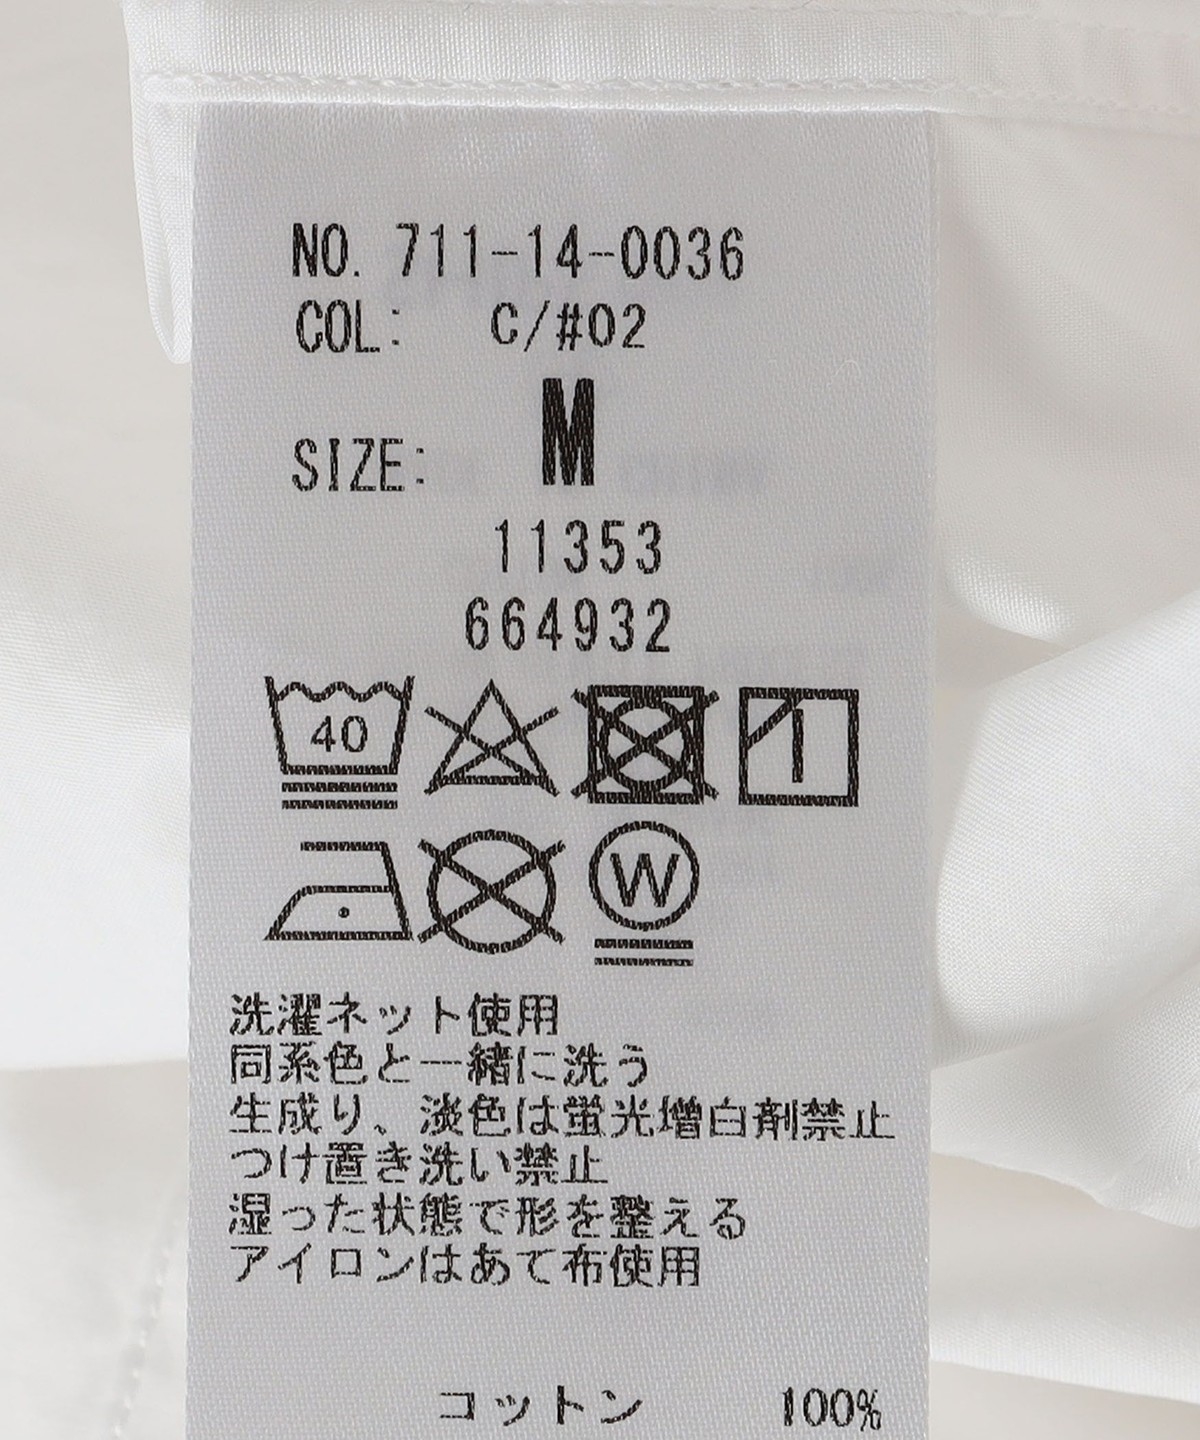 NO. 711-14-0036
COL: C/#02
SIZE: M
11353
664932
40
W
洗濯ネット使用
同系色と一緒に洗う
生成り、淡色は蛍光増白剤禁止
つけ置き洗い禁止
湿った状態で形を整える
アイロンはあて布使用
コットン 100%